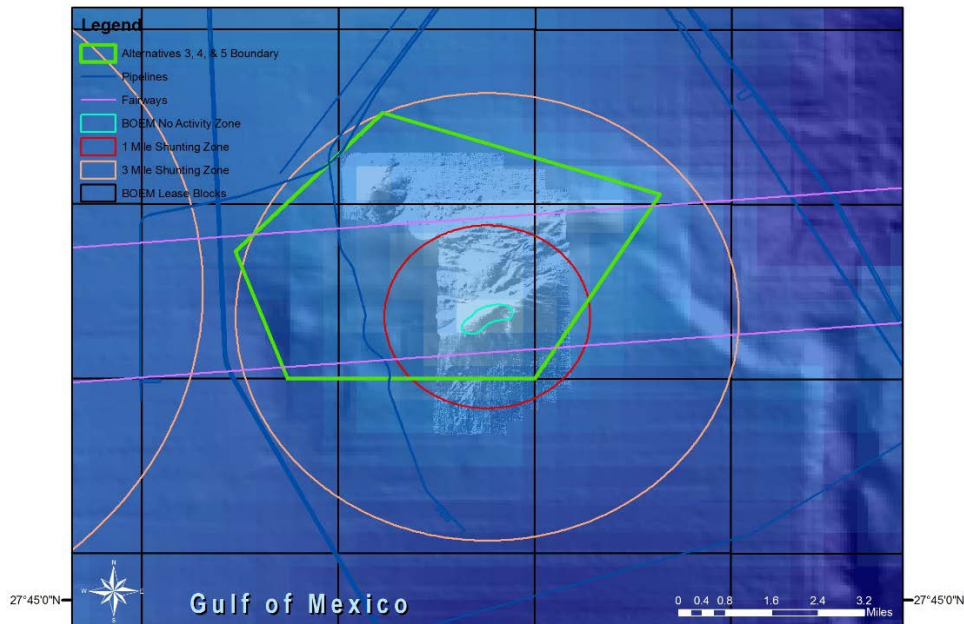 Legend
Alternatives 3, 4, & 5 Boundary
Pipelines
Fairways
BOEM No Activity Zone
1 Mile Shunting Zone
3 Mile Shunting Zone
BOEM Lease Blocks
27°45'0"N
27°45'0"N
N
W
E
S
Gulf of Mexico
0 0.4 0.8 1.6 2.4 3.2
Miles